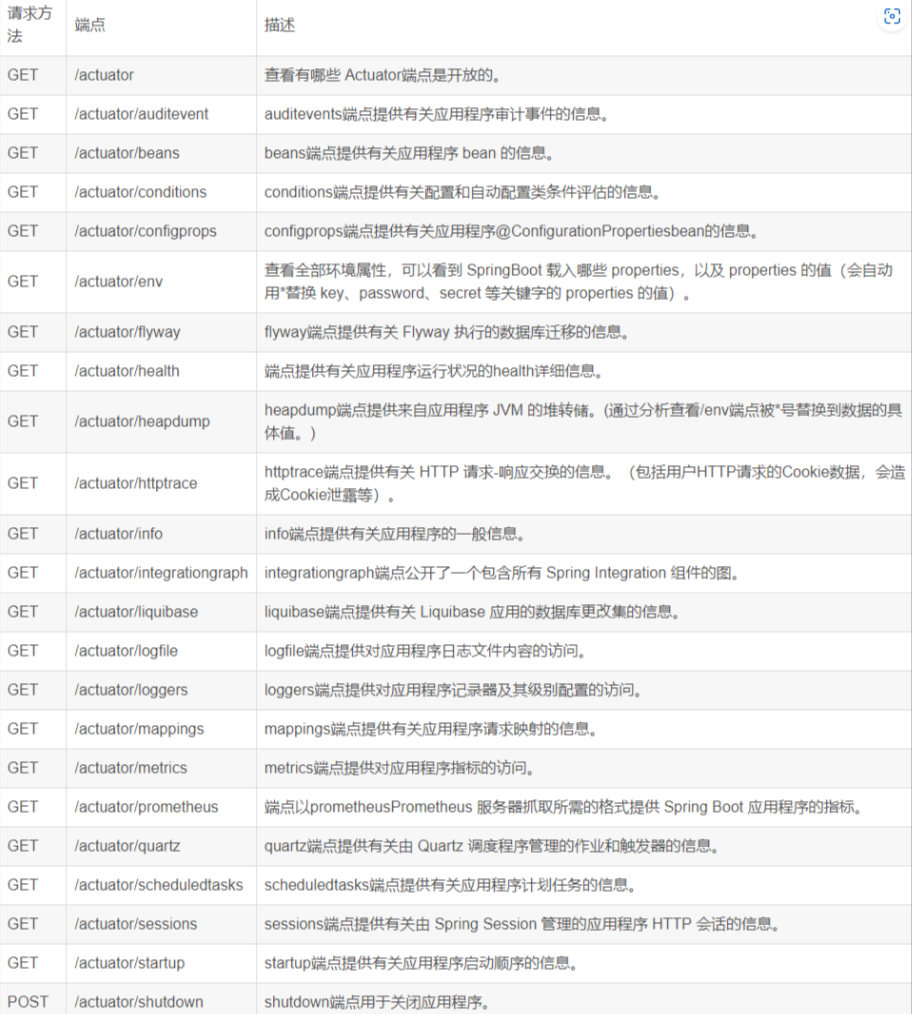 请求方
法
端点
描述
GET /actuator 查看有哪些 Actuator端点是开放的。
GET /actuator/auditevent auditevents端点提供有关应用程序审计事件的信息。
GET /actuator/beans beans端点提供有关应用程序 bean 的信息。
GET /actuator/conditions conditions端点提供有关配置和自动配置类条件评估的信息。
GET /actuator/configprops configprops端点提供有关应用程序@ConfigurationPropertiesbean的信息。
GET /actuator/env 查看全部环境属性，可以看到 SpringBoot 载入哪些 properties，以及 properties 的值（会自动
用*替换 key、password、secret 等关键字的 properties 的值）。
GET /actuator/flyway flyway端点提供有关 Flyway 执行的数据库迁移的信息。
GET /actuator/health 端点提供有关应用程序运行状况的health详细信息。
GET /actuator/heapdump heapdump端点提供来自应用程序 JVM 的堆转储。(通过分析查看/env端点被*号替换到数据的具
体值。)
GET /actuator/httptrace httptrace端点提供有关 HTTP 请求-响应交换的信息。（包括用户HTTP请求的Cookie数据，会造
成Cookie泄露等）。
GET /actuator/info info端点提供有关应用程序的一般信息。
GET /actuator/integrationgraph integrationgraph端点公开了一个包含所有 Spring Integration 组件的图。
GET /actuator/liquibase liquibase端点提供有关 Liquibase 应用的数据库更改集的信息。
GET /actuator/logfile logfile端点提供对应用程序日志文件内容的访问。
GET /actuator/loggers loggers端点提供对应用程序记录器及其级别配置的访问。
GET /actuator/mappings mappings端点提供有关应用程序请求映射的信息。
GET /actuator/metrics metrics端点提供对应用程序指标的访问。
GET /actuator/prometheus 端点以prometheusPrometheus 服务器抓取所需的格式提供 Spring Boot 应用程序的指标。
GET /actuator/quartz quartz端点提供有关由 Quartz 调度程序管理的作业和触发器的信息。
GET /actuator/scheduledtasks scheduledtasks端点提供有关应用程序计划任务的信息。
GET /actuator/sessions sessions端点提供有关由 Spring Session 管理的应用程序 HTTP 会话的信息。
GET /actuator/startup startup端点提供有关应用程序启动顺序的信息。
POST /actuator/shutdown shutdown端点用于关闭应用程序。